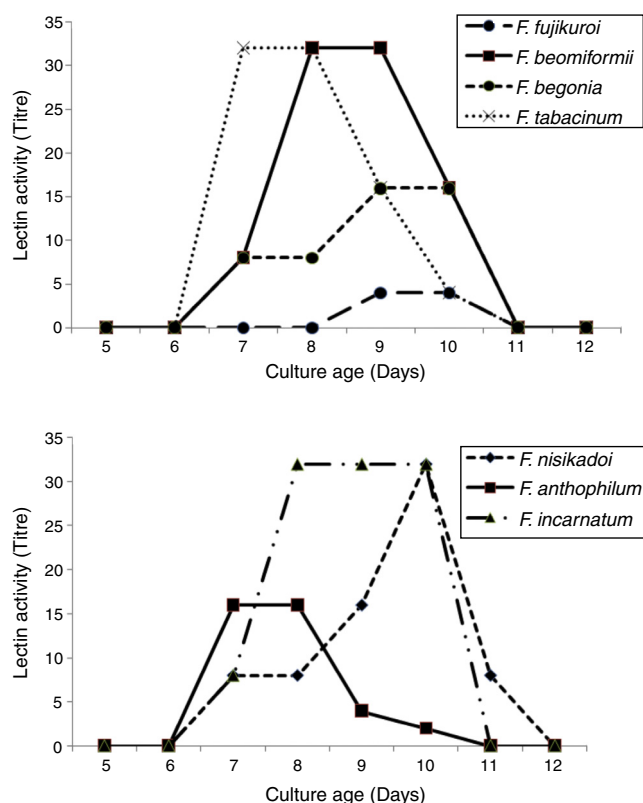 35
30
25
20
15
10
5
0
Lectin activity (Titre)
5 6 7 8 9 10 11 12
Culture age (Days)
F. fujikuroi
F. beomiformii
F. begonia
F. tabacinum
35
30
25
20
15
10
5
0
Lectin activity (Titre)
5 6 7 8 9 10 11 12
Culture age (Days)
F. nisikadoi
F. anthophilum
F. incarnatum